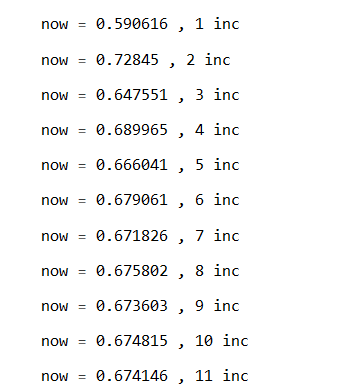 now = 0.590616 , 1 inc
now = 0.72845 , 2 inc
now = 0.647551 , 3 inc
now = 0.689965 , 4 inc
now = 0.666041 , 5 inc
now = 0.679061 , 6 inc
now = 0.671826 , 7 inc
now = 0.675802 , 8 inc
now = 0.673603 , 9 inc
now = 0.674815 , 10 inc
now = 0.674146 , 11 inc